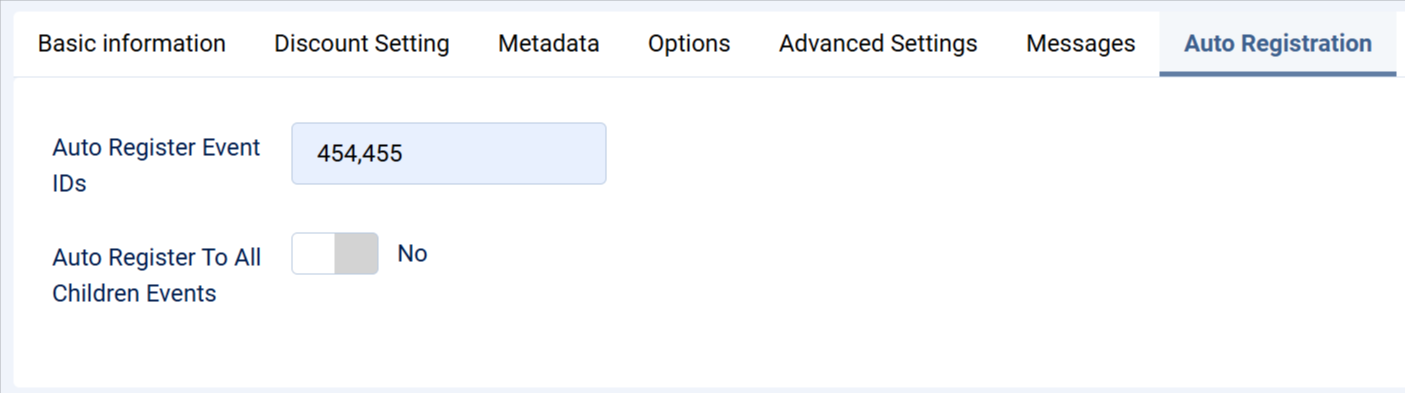 Basic information Discount Setting Metadata Options Advanced Settings Messages Auto Registration
Auto Register Event
IDs
454,455
Auto Register To All
Children Events
No